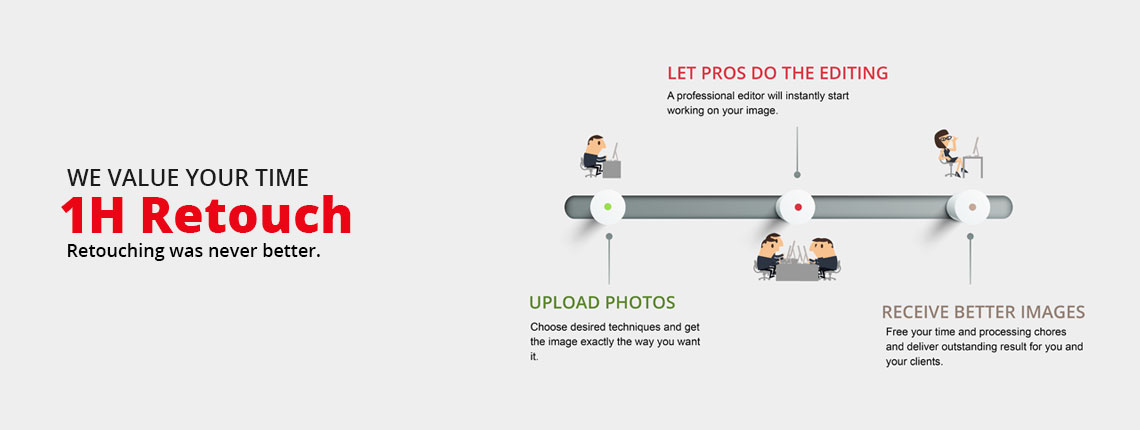 WE VALUE YOUR TIME
1H Retouch
Retouching was never better.
LET PROS DO THE EDITING
A professional editor will instantly start
working on your image.
UPLOAD PHOTOS
Choose desired techniques and get
the image exactly the way you want
it.
RECEIVE BETTER IMAGES
Free your time and processing chores
and deliver outstanding result for you and
your clients.